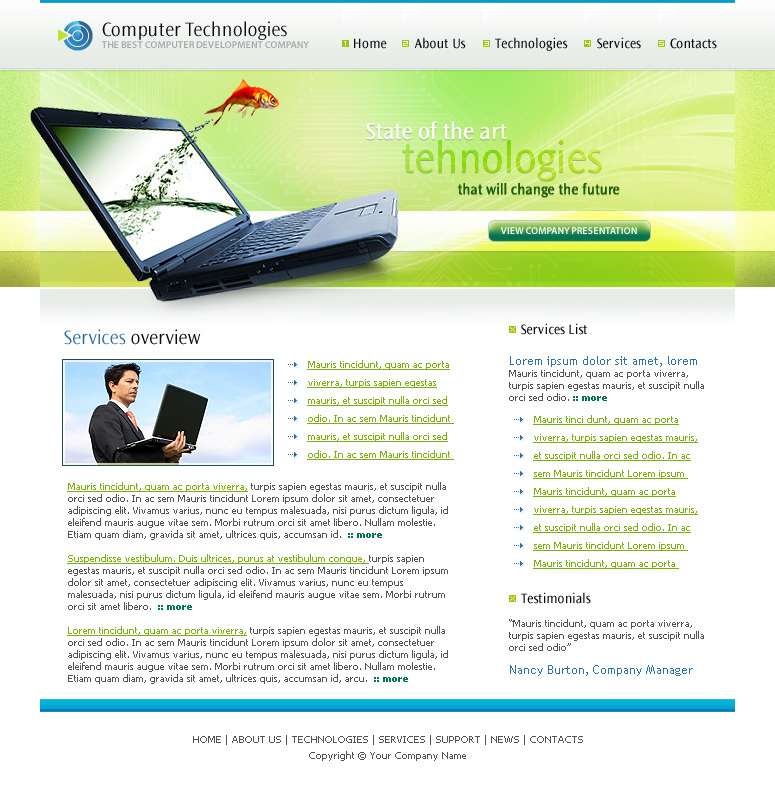 Computer Technologies
THE BEST COMPUTER DEVELOPMENT COMPANY
Home About Us Technologies Services Contacts
State of the art
tehnologies
that will change the future
VIEW COMPANY PRESENTATION
Services overview
Mauris tincidunt, quam ac porta
viverra, turpis sapien egestas
mauris, et suscipit nulla orci sed
odio. In ac sem Mauris tincidunt
mauris, et suscipit nulla orci sed
odio. In ac sem Mauris tincidunt
Mauris tincidunt, quam ac porta viverra, turpis sapien egestas mauris, et suscipit nulla
orci sed odio. In ac sem Mauris tincidunt Lorem ipsum dolor sit amet, consectetuer
adipiscing elit. Vivamus varius, nunc eu tempus malesuada, nisi purus dictum ligula, id
eleifend mauris augue vitae sem. Morbi rutrum orci sit amet libero. Nullam molestie.
Etiam quam diam, gravida sit amet, ultrices quis, accumsan id. :: more
Suspendisse vestibulum. Duis ultrices, purus at vestibulum congue, turpis sapien
egestas mauris, et suscipit nulla orci sed odio. In ac sem Mauris tincidunt Lorem ipsum
dolor sit amet, consectetuer adipiscing elit. Vivamus varius, nunc eu tempus
malesuada, nisi purus dictum ligula, id eleifend mauris augue vitae sem. Morbi rutrum
orci sit amet libero. :: more
Lorem tincidunt, quam ac porta viverra, turpis sapien egestas mauris, et suscipit nulla
orci sed odio. In ac sem Mauris tincidunt Lorem ipsum dolor sit amet, consectetuer
adipiscing elit. Vivamus varius, nunc eu tempus malesuada, nisi purus dictum ligula, id
eleifend mauris augue vitae sem. Morbi rutrum orci sit amet libero. Nullam molestie.
Etiam quam diam, gravida sit amet, ultrices quis, accumsan id, arcu. :: more
Services List
Lorem ipsum dolor sit amet, lorem
Mauris tincidunt, quam ac porta viverra,
turpis sapien egestas mauris, et suscipit nulla
orci sed odio. :: more
Mauris tinci dunt, quam ac porta
viverra, turpis sapien egestas mauris,
et suscipit nulla orci sed odio. In ac
sem Mauris tincidunt Lorem ipsum
Mauris tincidunt, quam ac porta
viverra, turpis sapien egestas mauris,
et suscipit nulla orci sed odio. In ac
sem Mauris tincidunt Lorem ipsum
Mauris tincidunt, quam ac porta
Testimonials
“Mauris tincidunt, quam ac porta viverra,
turpis sapien egestas mauris, et suscipit nulla
orci sed odio”
Nancy Burton, Company Manager
HOME | ABOUT US | TECHNOLOGIES | SERVICES | SUPPORT | NEWS | CONTACTS
Copyright © Your Company Name